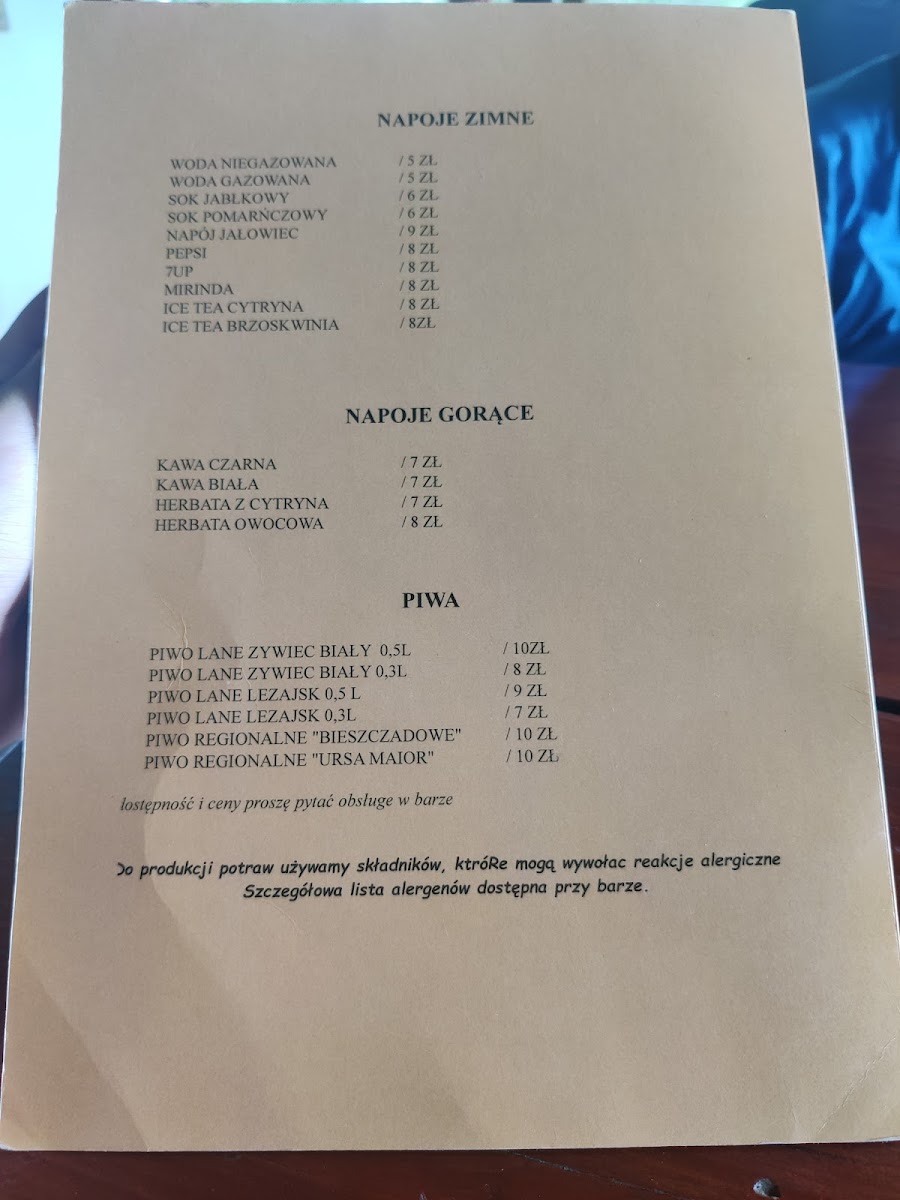 NAPOJE ZIMNE
WODA NIEGAZOWANA / 5 ZŁ
WODA GAZOWANA / 5 ZŁ
SOK JABŁKOWY / 6 ZŁ
SOK POMARŃCZOWY / 6 ZŁ
NAPÓJ JAŁOWIEC / 9 ZŁ
PEPSI / 8 ZŁ
7UP / 8 ZŁ
MIRINDA / 8 ZŁ
ICE TEA CYTRYNA / 8 ZŁ
ICE TEA BRZOSKWINIA / 8ZŁ
NAPOJE GORĄCE
KAWA CZARNA / 7 ZŁ
KAWA BIAŁA / 7 ZŁ
HERBATA Z CYTRYNA / 7 ZŁ
HERBATA OWOCOWA / 8 ZŁ
PIWA
PIWO LANE ZYWIEC BIAŁY 0,5L / 10ZŁ
PIWO LANE ZYWIEC BIAŁY 0,3L / 8 ZŁ
PIWO LANE LEZAJSK 0,5 L / 9 ZŁ
PIWO LANE LEZAJSK 0,3L / 7 ZŁ
PIWO REGIONALNE "BIESZCZADOWE" / 10 ZŁ
PIWO REGIONALNE "URSA MAIOR" / 10 ZŁ
lostępność i ceny proszę pytać obsługe w barze
Do produkcji potraw używamy składników, któRe mogą wywołac reakcje alergiczne
Szczegółowa lista alergenów dostępna przy barze.